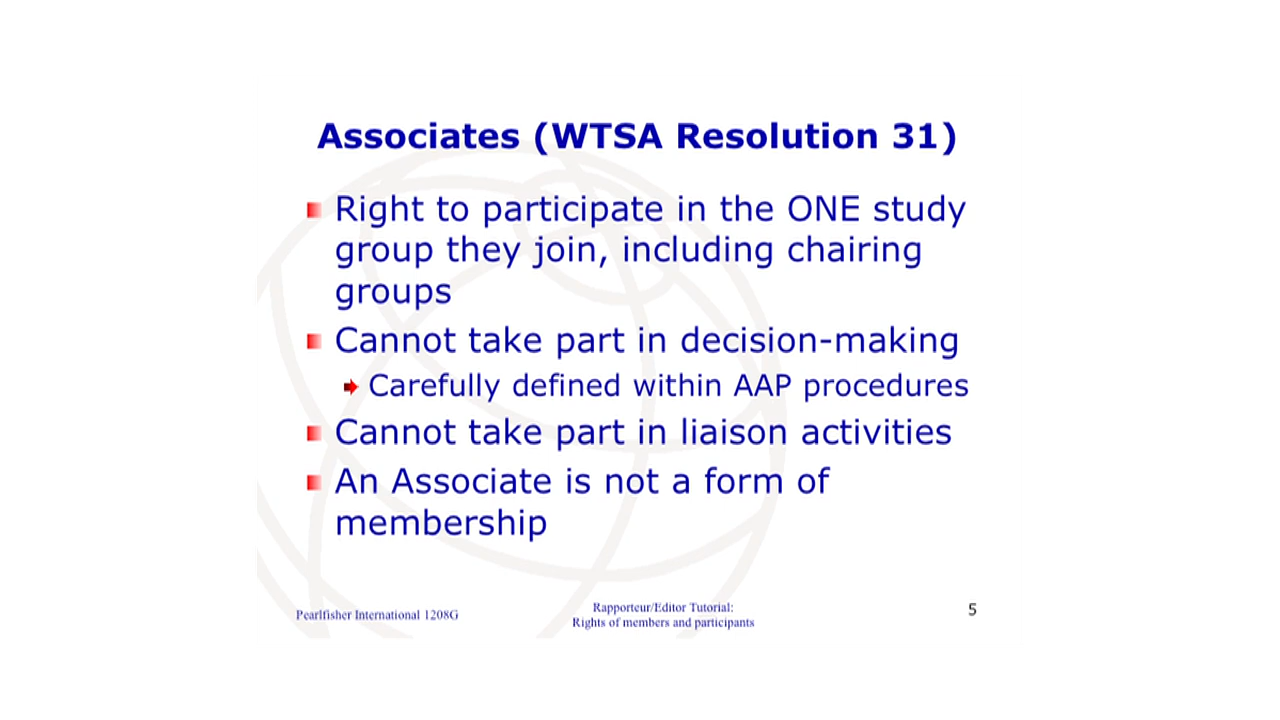 Associates (WTSA Resolution 31)
Right to participate in the ONE study
group they join, including chairing
groups
Cannot take part in decision-making
Carefully defined within AAP procedures
Cannot take part in liaison activities
An Associate is not a form of
membership
Pearlfisher International 1208G
Rapporteur/Editor Tutorial:
Rights of members and participants
5